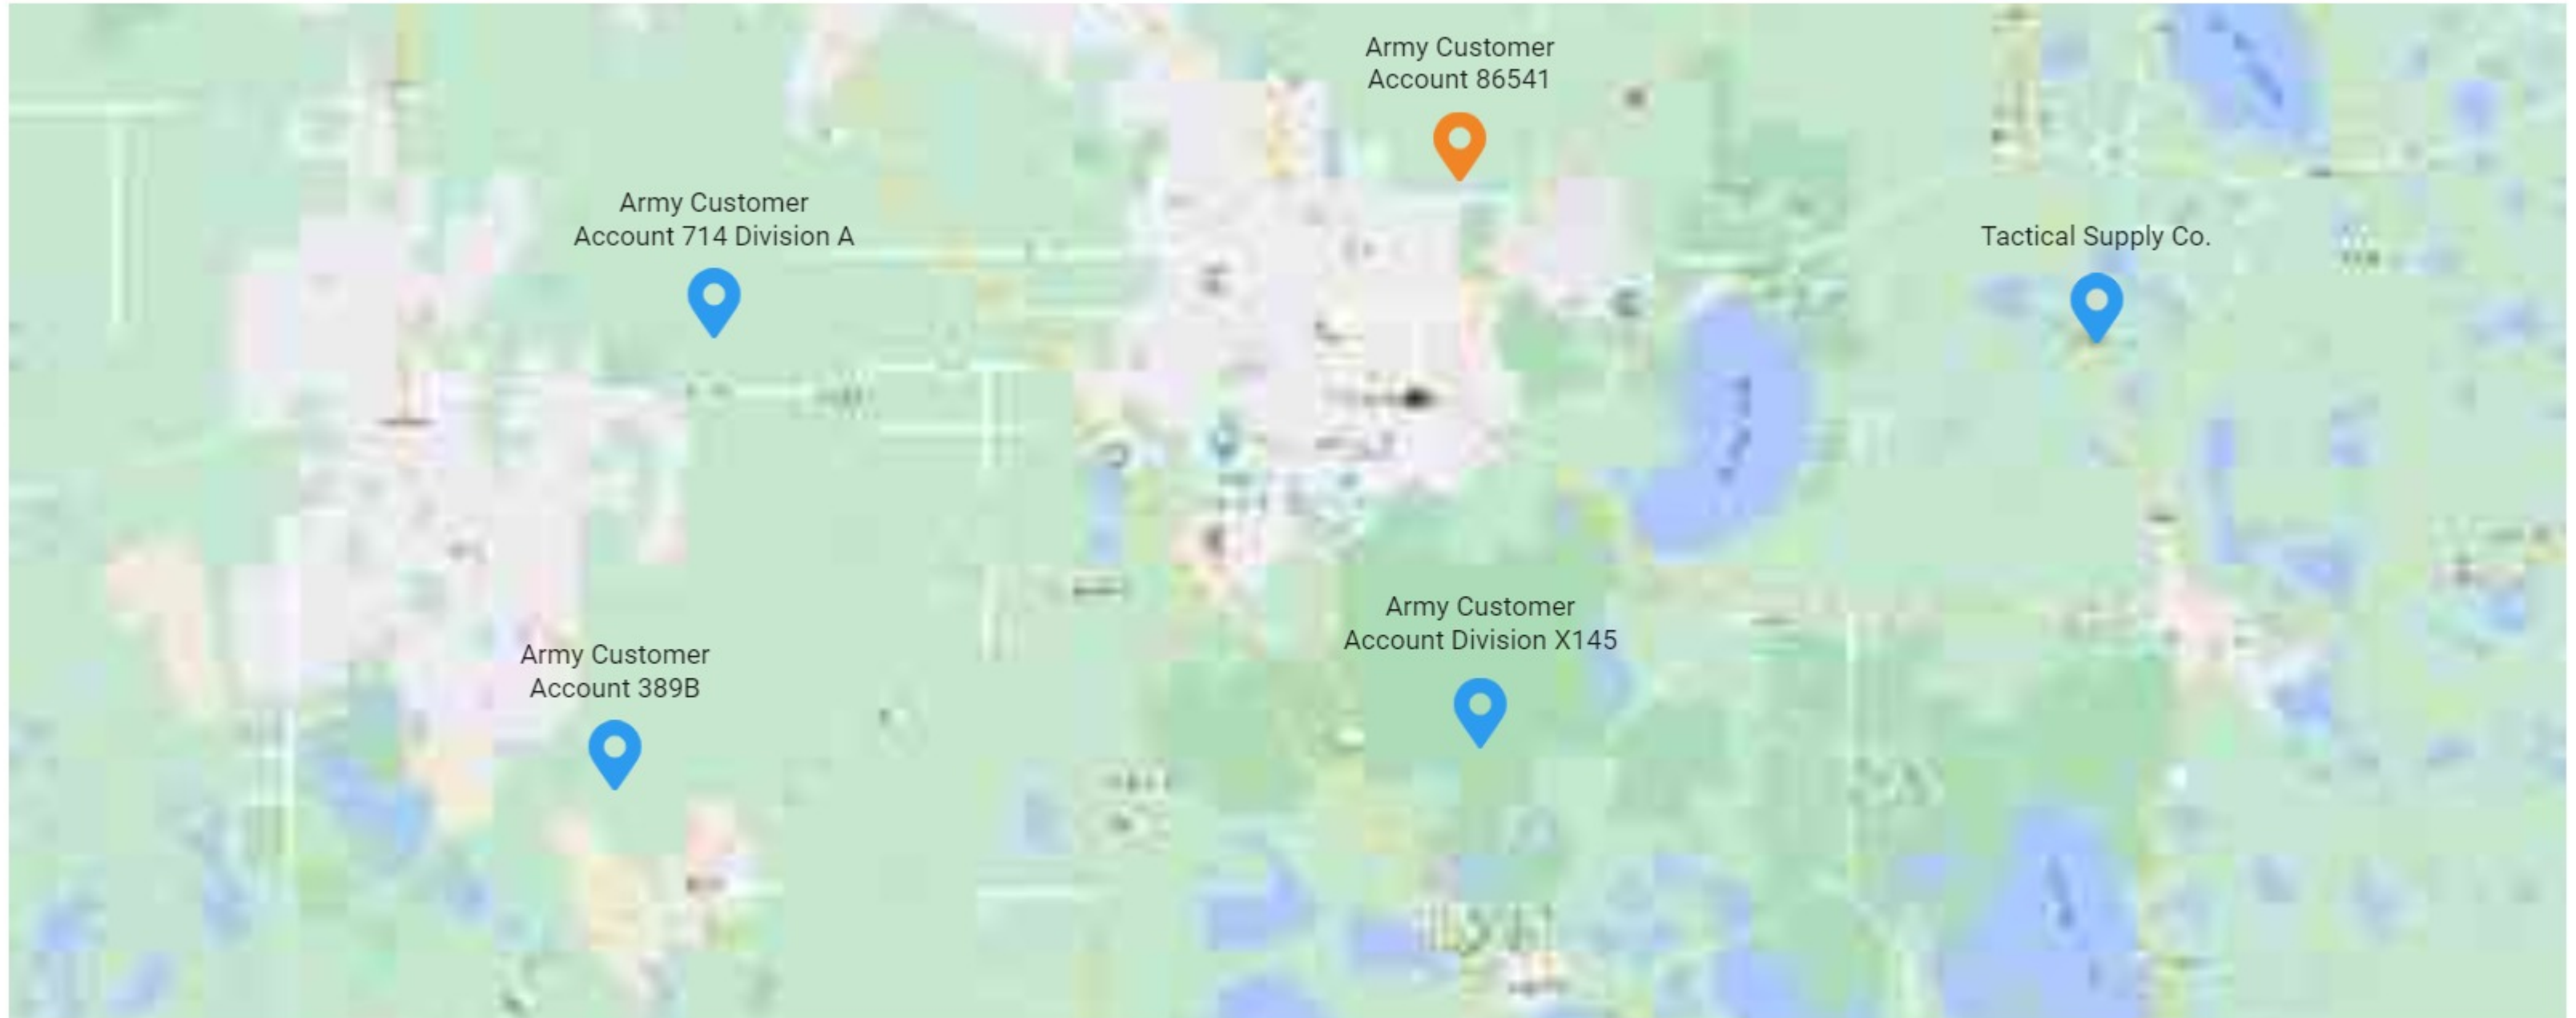 Army Customer
Account 86541
Army Customer
Account 714 Division A
Tactical Supply Co.
Army Customer
Account Division X145
Army Customer
Account 389B